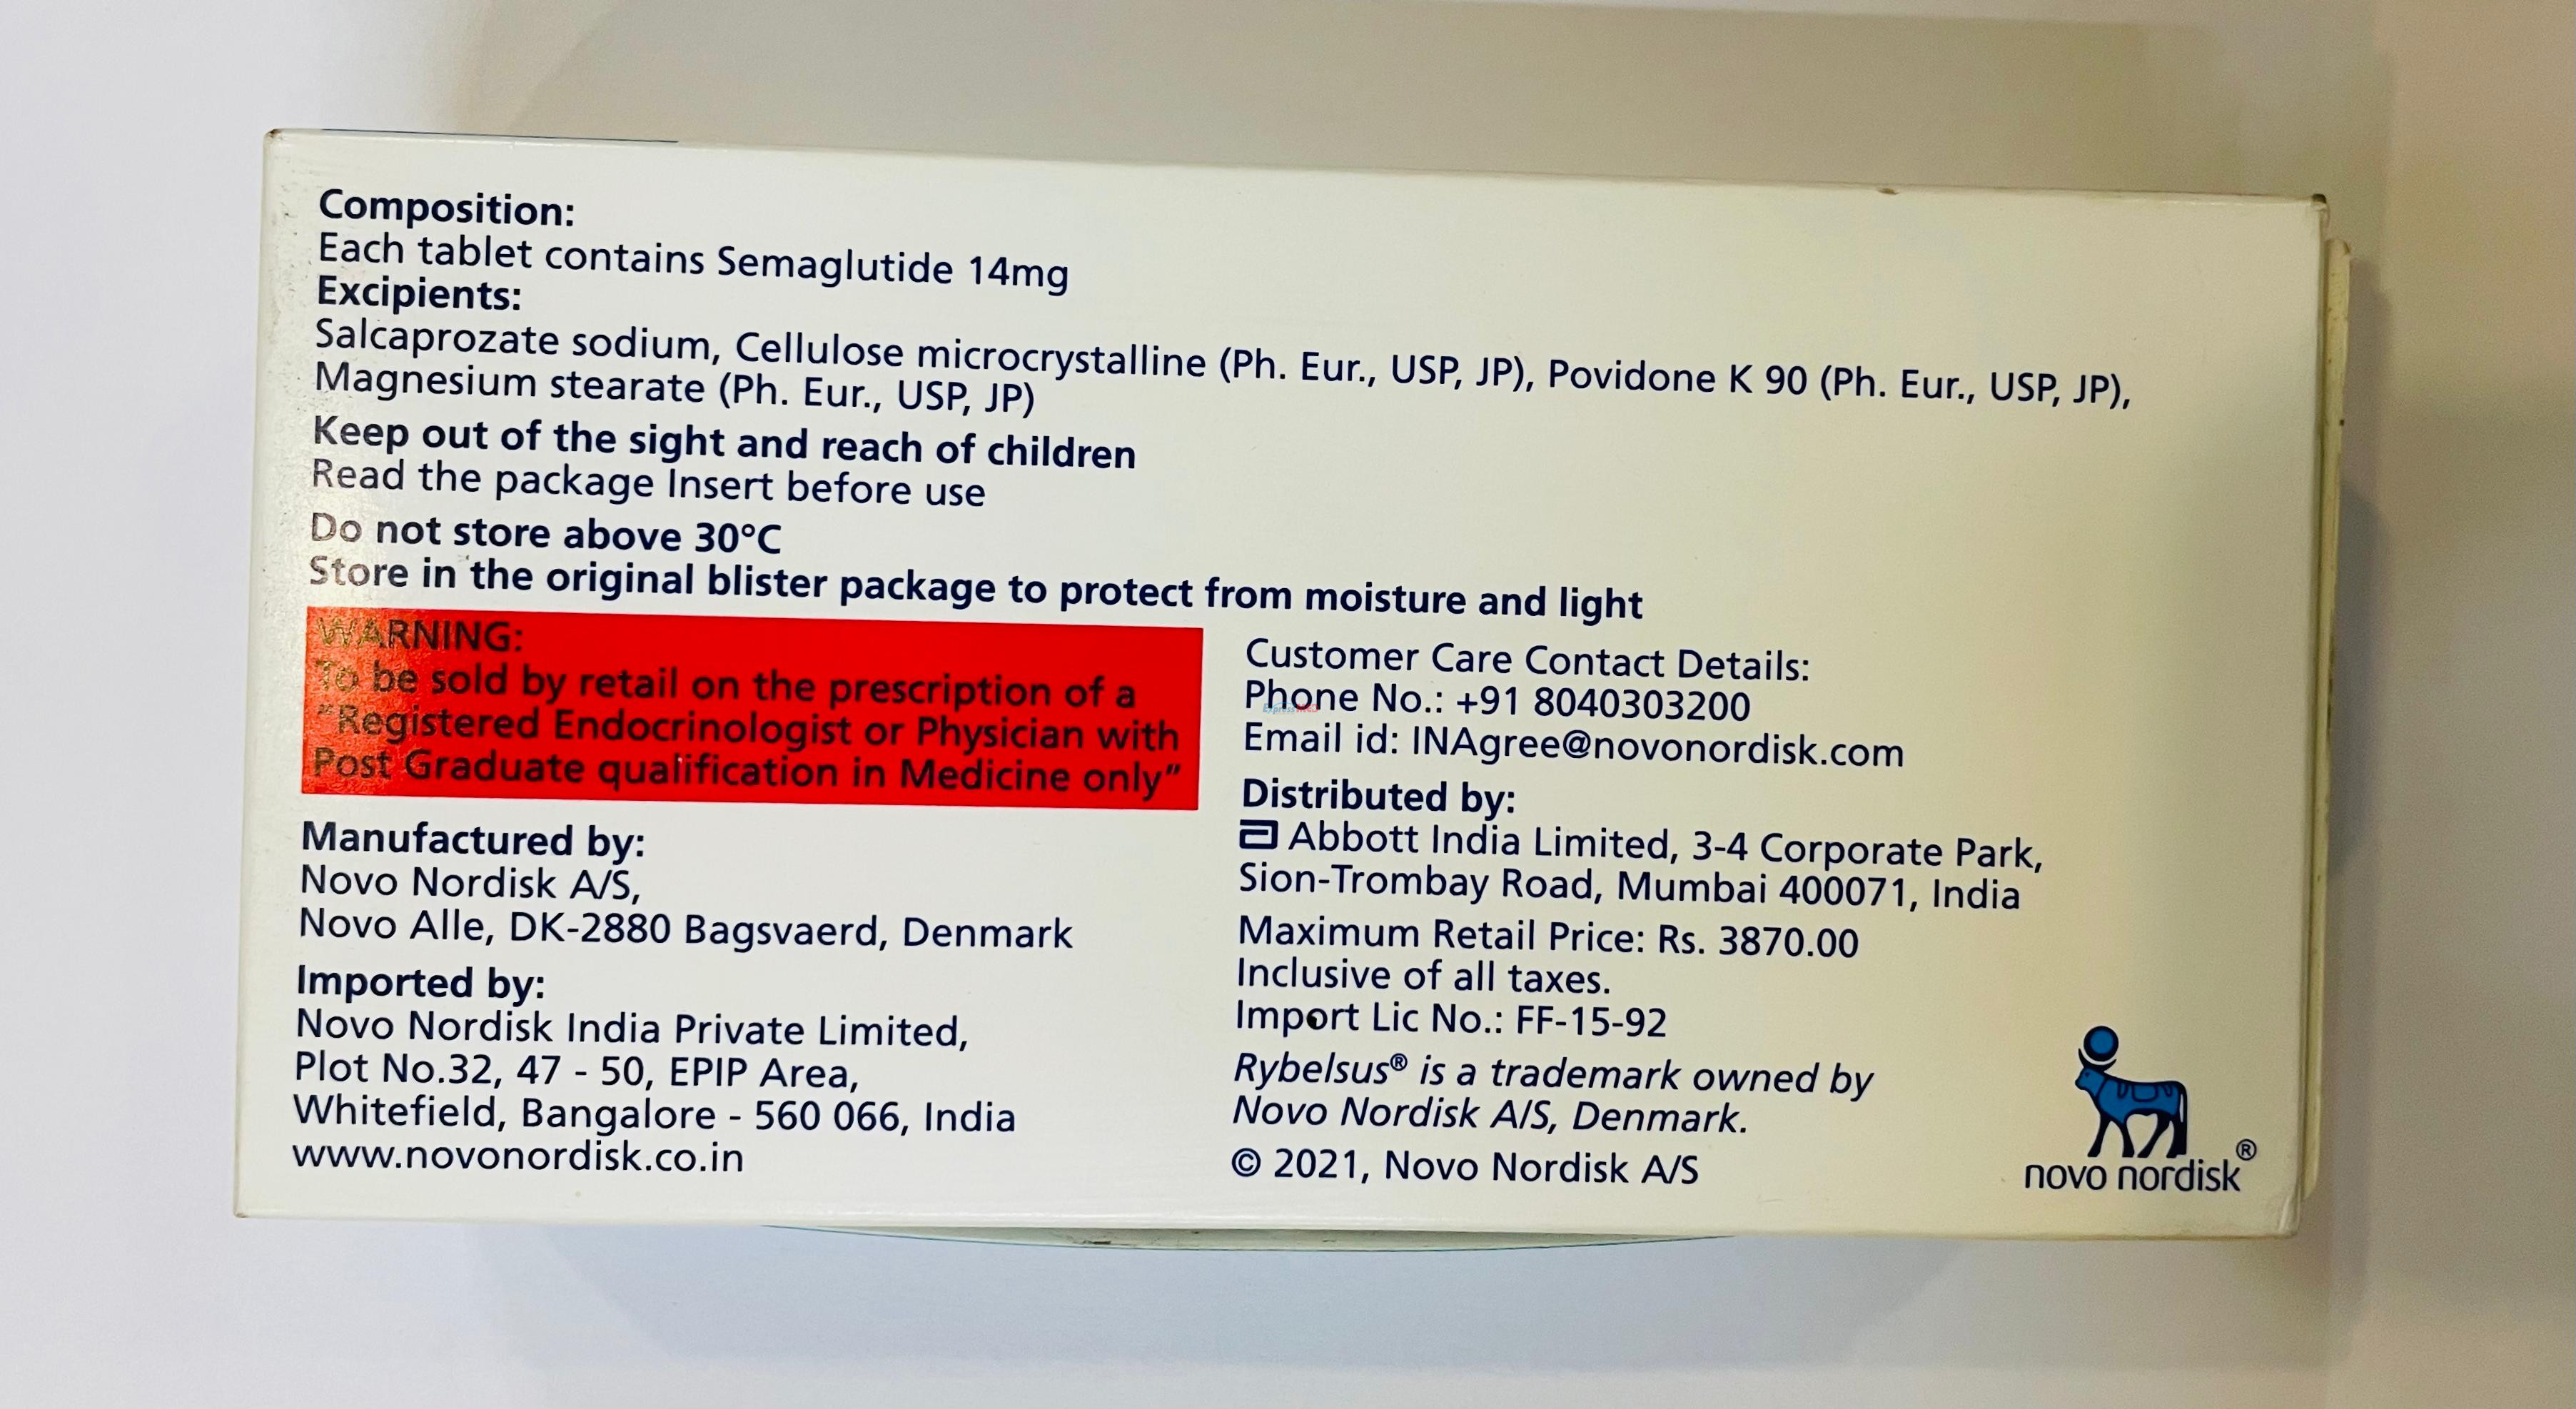 Composition:
Each tablet contains Semaglutide 14mg
Excipients:
Salcaprozate sodium, Cellulose microcrystalline (Ph. Eur., USP, JP), Povidone K 90 (Ph. Eur., USP, JP),
Magnesium stearate (Ph. Eur., USP, JP)
Keep out of the sight and reach of children
Read the package Insert before use
Do not store above 30°C
Store in the original blister package to protect from moisture and light
WARNING:
To be sold by retail on the prescription of a
“Registered Endocrinologist or Physician with
Post Graduate qualification in Medicine only”
Manufactured by:
Novo Nordisk A/S,
Novo Alle, DK-2880 Bagsvaerd, Denmark
Imported by:
Novo Nordisk India Private Limited,
Plot No.32, 47 - 50, EPIP Area,
Whitefield, Bangalore - 560 066, India
www.novonordisk.co.in
Customer Care Contact Details:
Phone No.: +91 8040303200
Email id: INAgree@novonordisk.com
Distributed by:
Abbott India Limited, 3-4 Corporate Park,
Sion-Trombay Road, Mumbai 400071, India
Maximum Retail Price: Rs. 3870.00
Inclusive of all taxes.
Import Lic No.: FF-15-92
Rybelsus® is a trademark owned by
Novo Nordisk A/S, Denmark.
© 2021, Novo Nordisk A/S
novo nordisk®